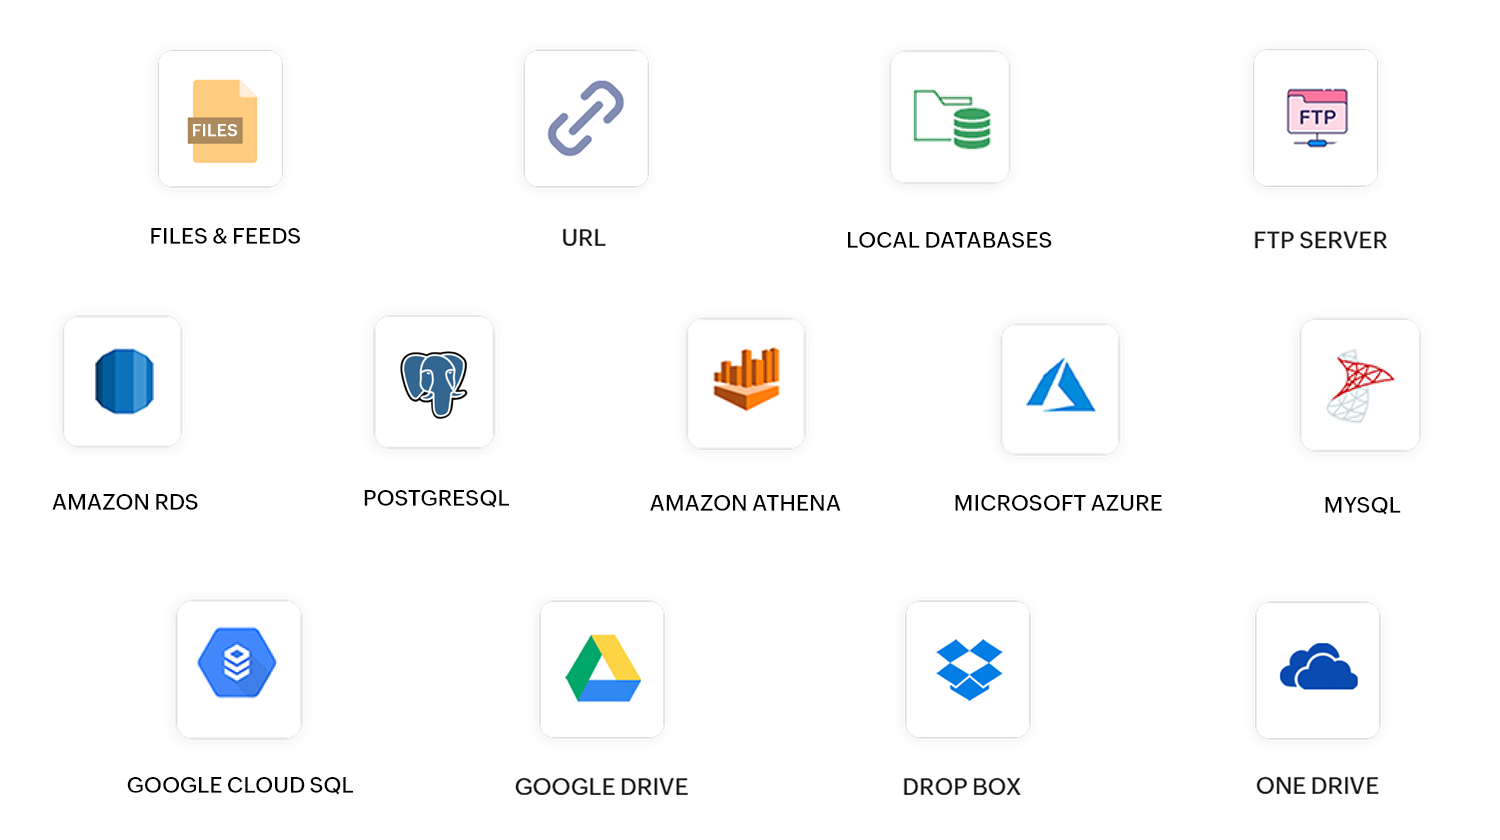 FILES
FTP
FILES & FEEDS
URL
LOCAL DATABASES
FTP SERVER
AMAZON RDS
POSTGRESQL
AMAZON ATHENA
MICROSOFT AZURE
MYSQL
GOOGLE CLOUD SQL
GOOGLE DRIVE
DROP BOX
ONE DRIVE